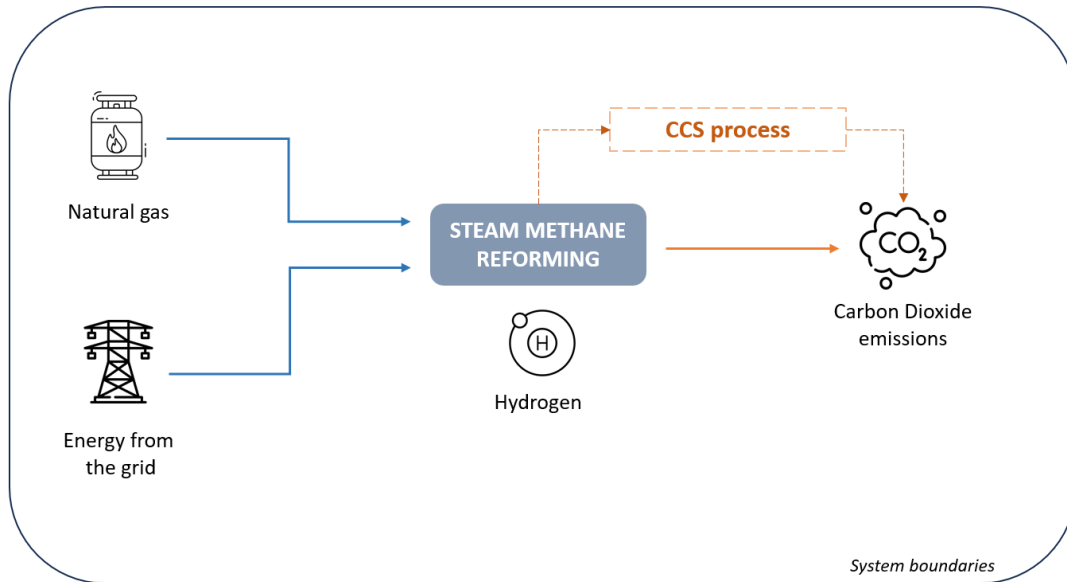 CCS process
Natural gas
STEAM METHANE
REFORMING
CO2
Carbon Dioxide
emissions
H
Hydrogen
Energy from
the grid
System boundaries